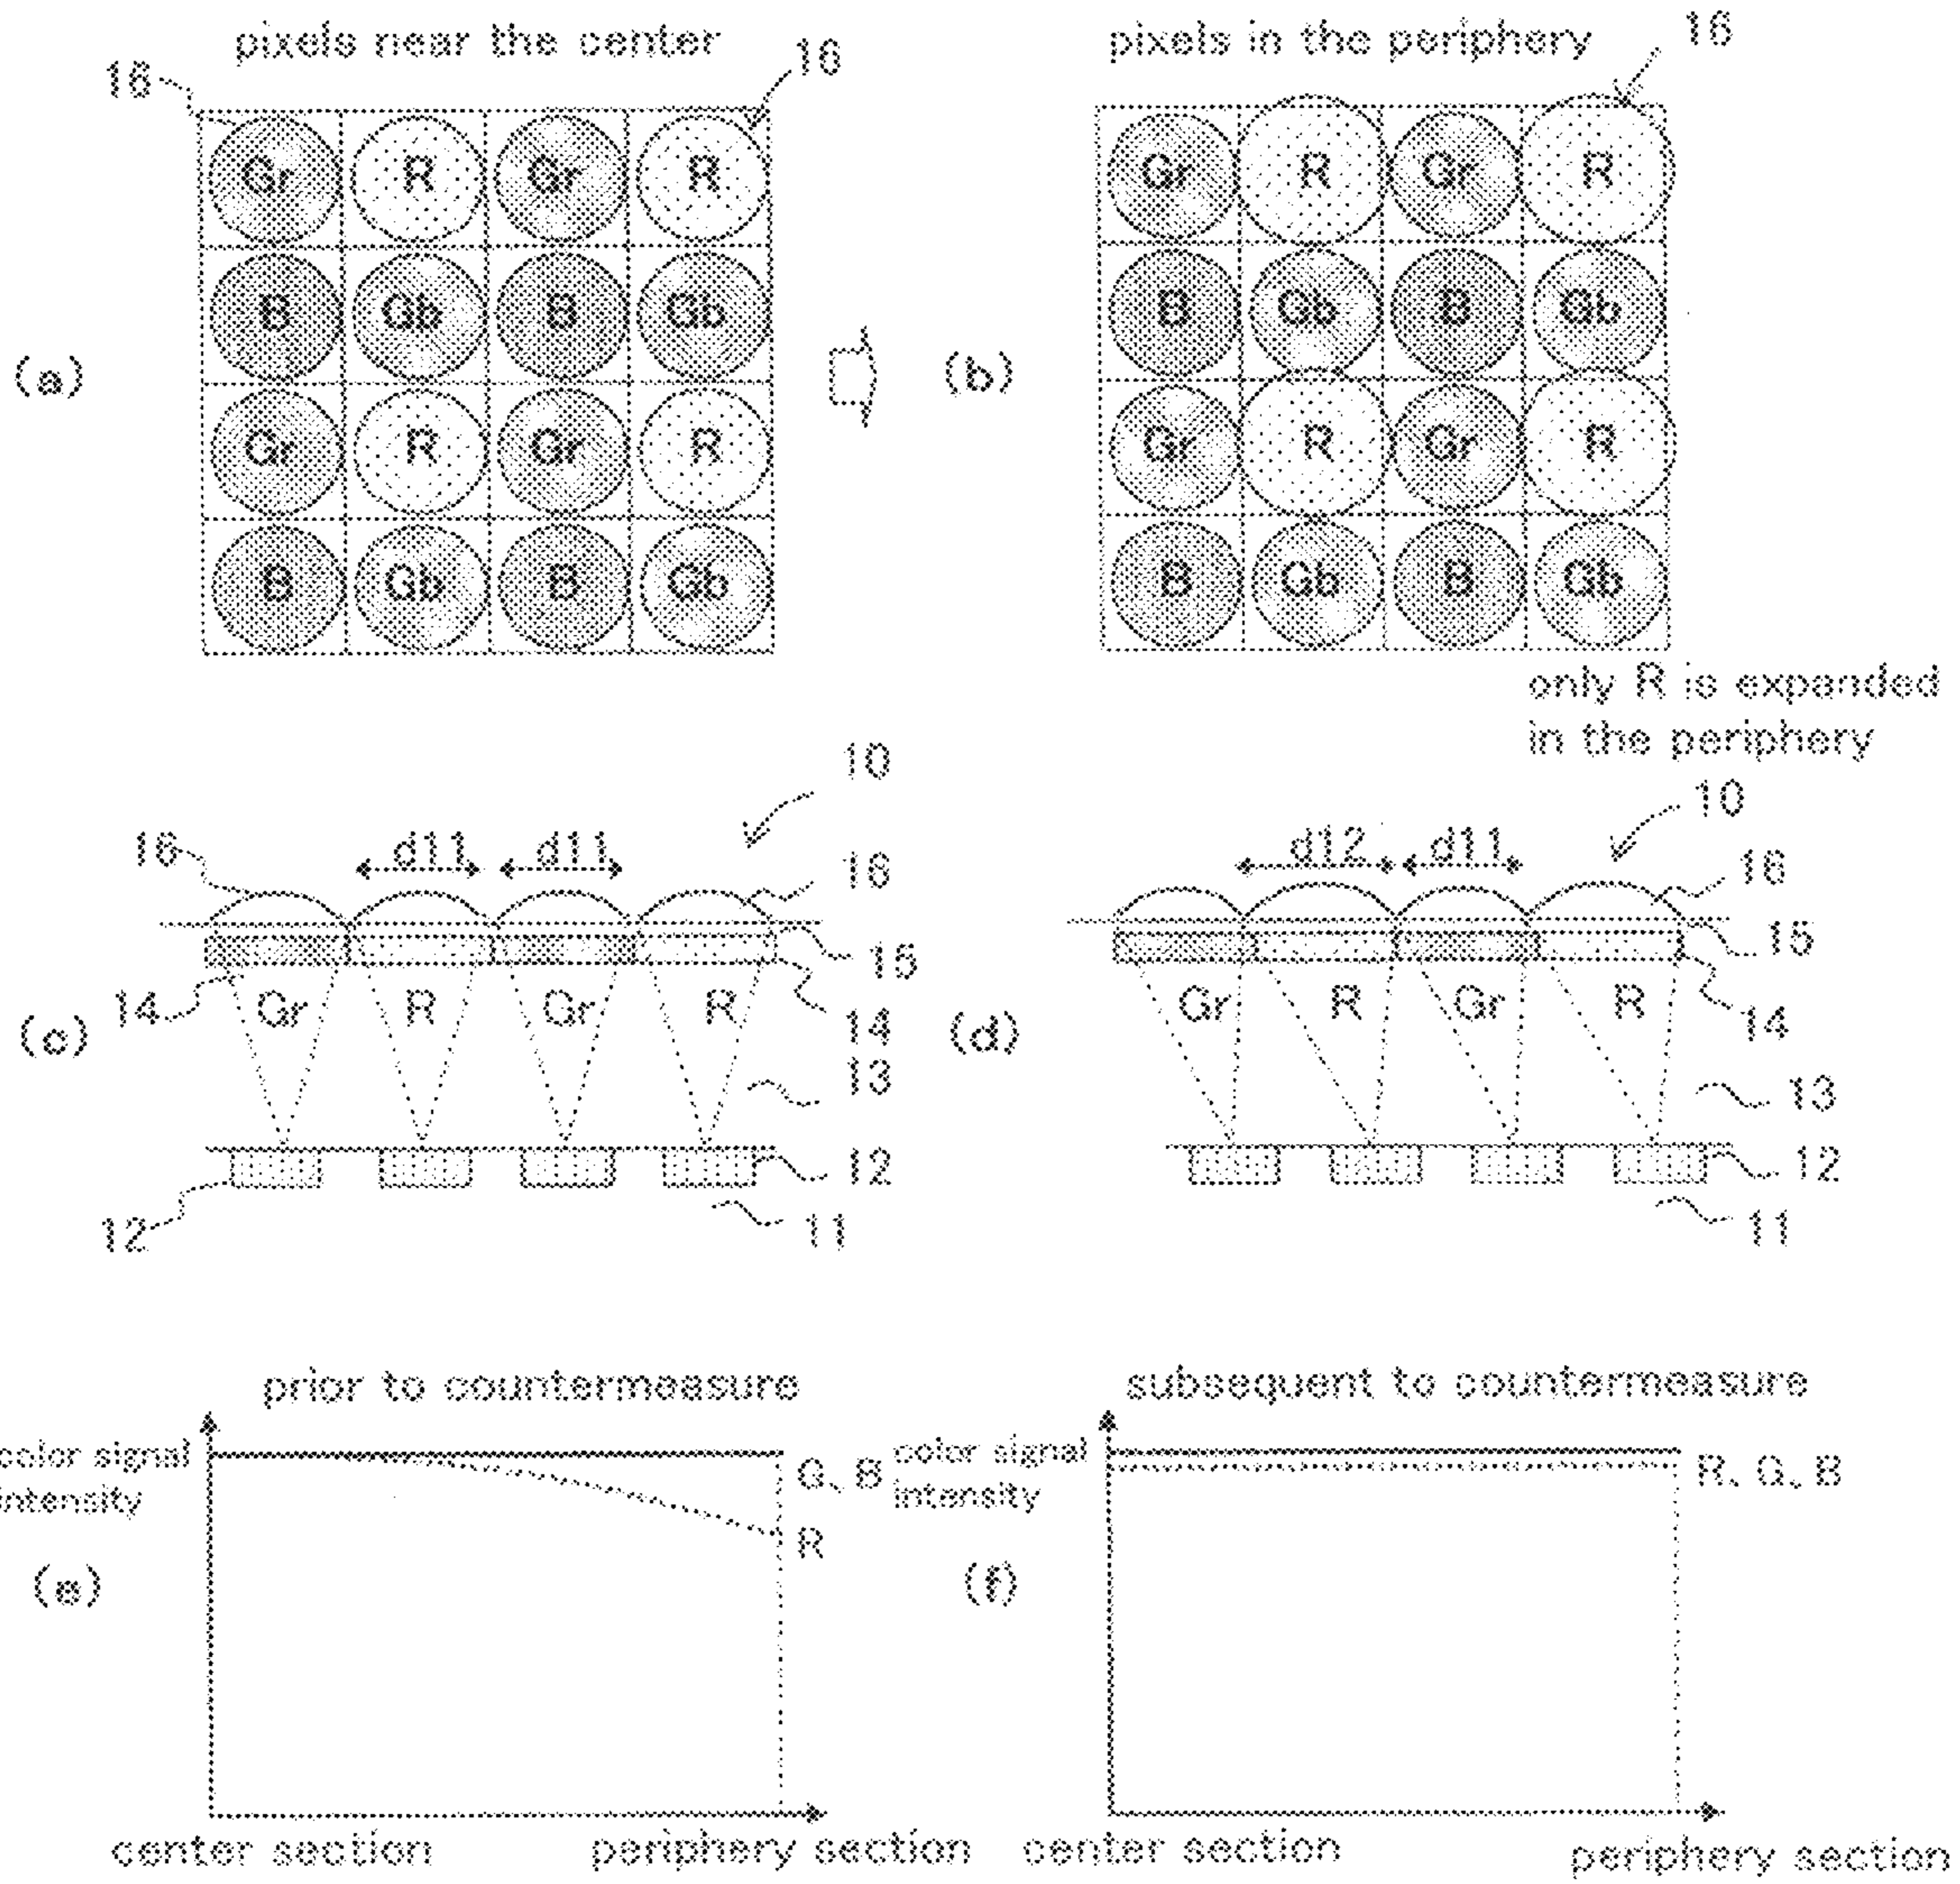 pixels near the center
16
16
Gr R Gr R
B Gb B Gb
(a)
Gr R Gr R
B Gb B Gb
pixels in the periphery
16
Gr R Gr R
B Gb B Gb
(b)
Gr R Gr R
B Gb B Gb
only R is expanded
in the periphery
10
16
d11
d11
16
15
14
Gr R Gr R
14
(c)
13
12
12
11
10
d12
d11
16
15
Gr R Gr R
14
(d)
13
12
11
prior to countermeasure
color signal
intensity
G, B
R
(e)
center section
periphery section
subsequent to countermeasure
color signal
intensity
R, G, B
(f)
center section
periphery section